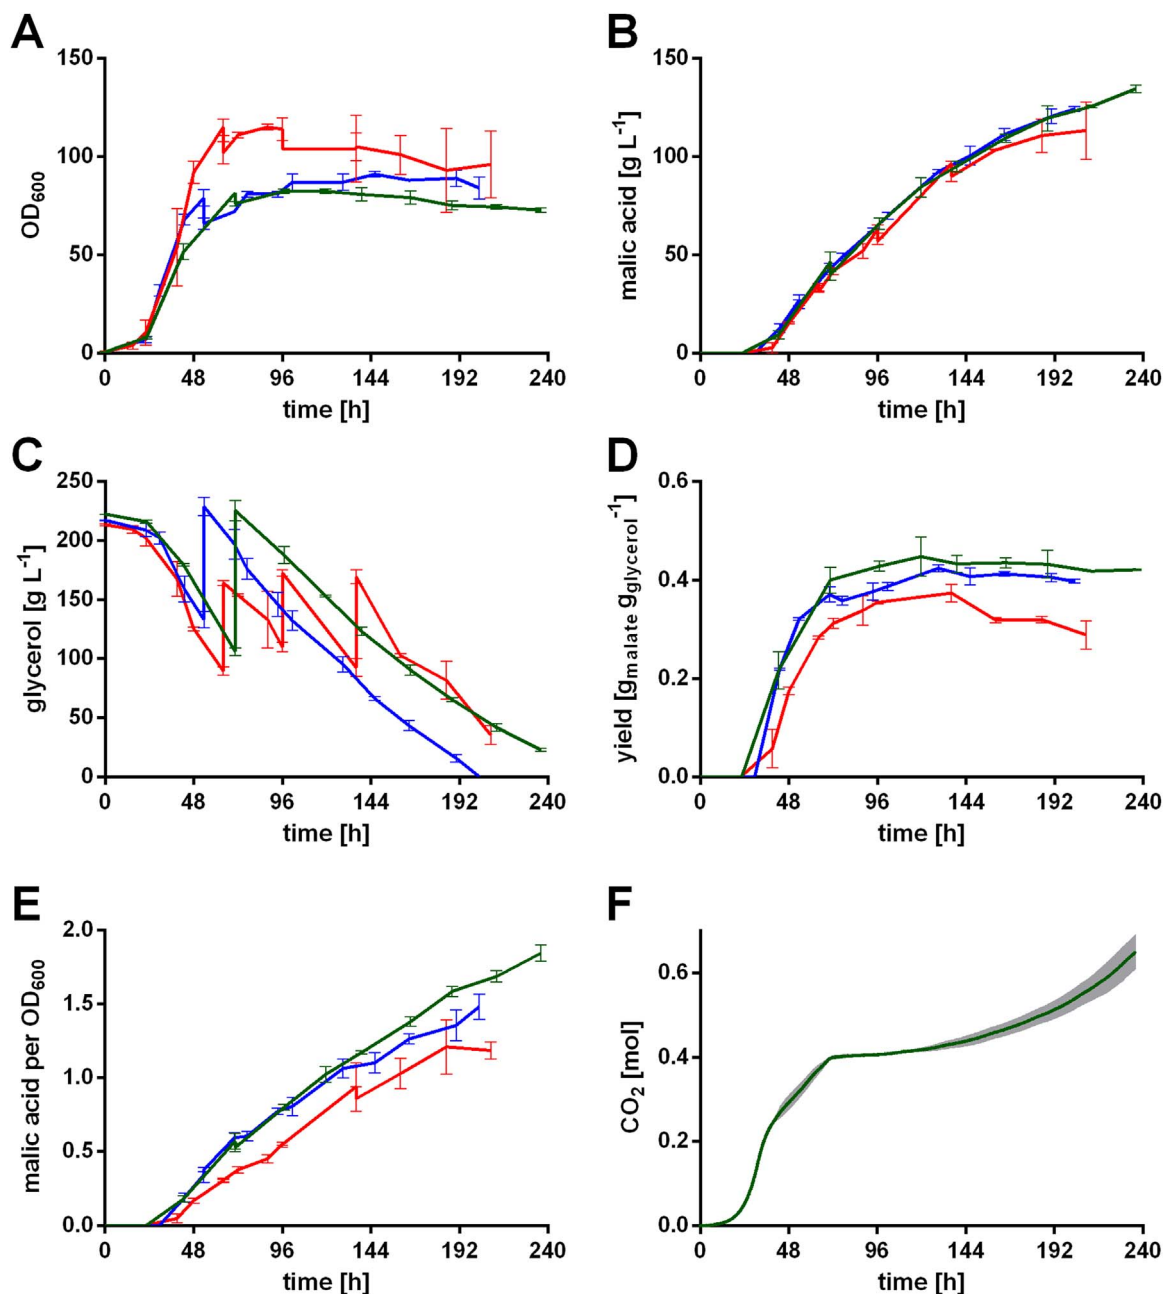 A
150
100
50
0
OD600
0 48 96 144 192 240
time [h]
B
150
100
50
0
malic acid [g L-1]
0 48 96 144 192 240
time [h]
C
250
200
150
100
50
0
glycerol [g L-1]
0 48 96 144 192 240
time [h]
D
0.6
0.4
0.2
0.0
yield [gmalate gglycerol-1]
0 48 96 144 192 240
time [h]
E
2.0
1.5
1.0
0.5
0.0
malic acid per OD600
0 48 96 144 192 240
time [h]
F
0.6
0.4
0.2
0.0
CO2 [mol]
0 48 96 144 192 240
time [h]